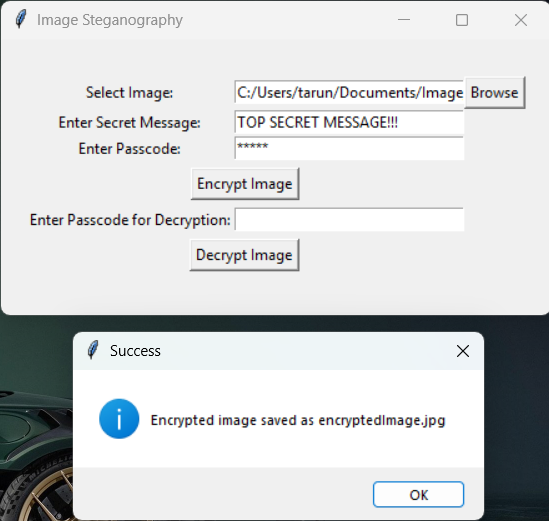 Image Steganography
Select Image: C:/Users/tarun/Documents/Image Browse
Enter Secret Message: TOP SECRET MESSAGE!!!
Enter Passcode: *****
Encrypt Image
Enter Passcode for Decryption:
Decrypt Image
Success
Encrypted image saved as encryptedImage.jpg
OK